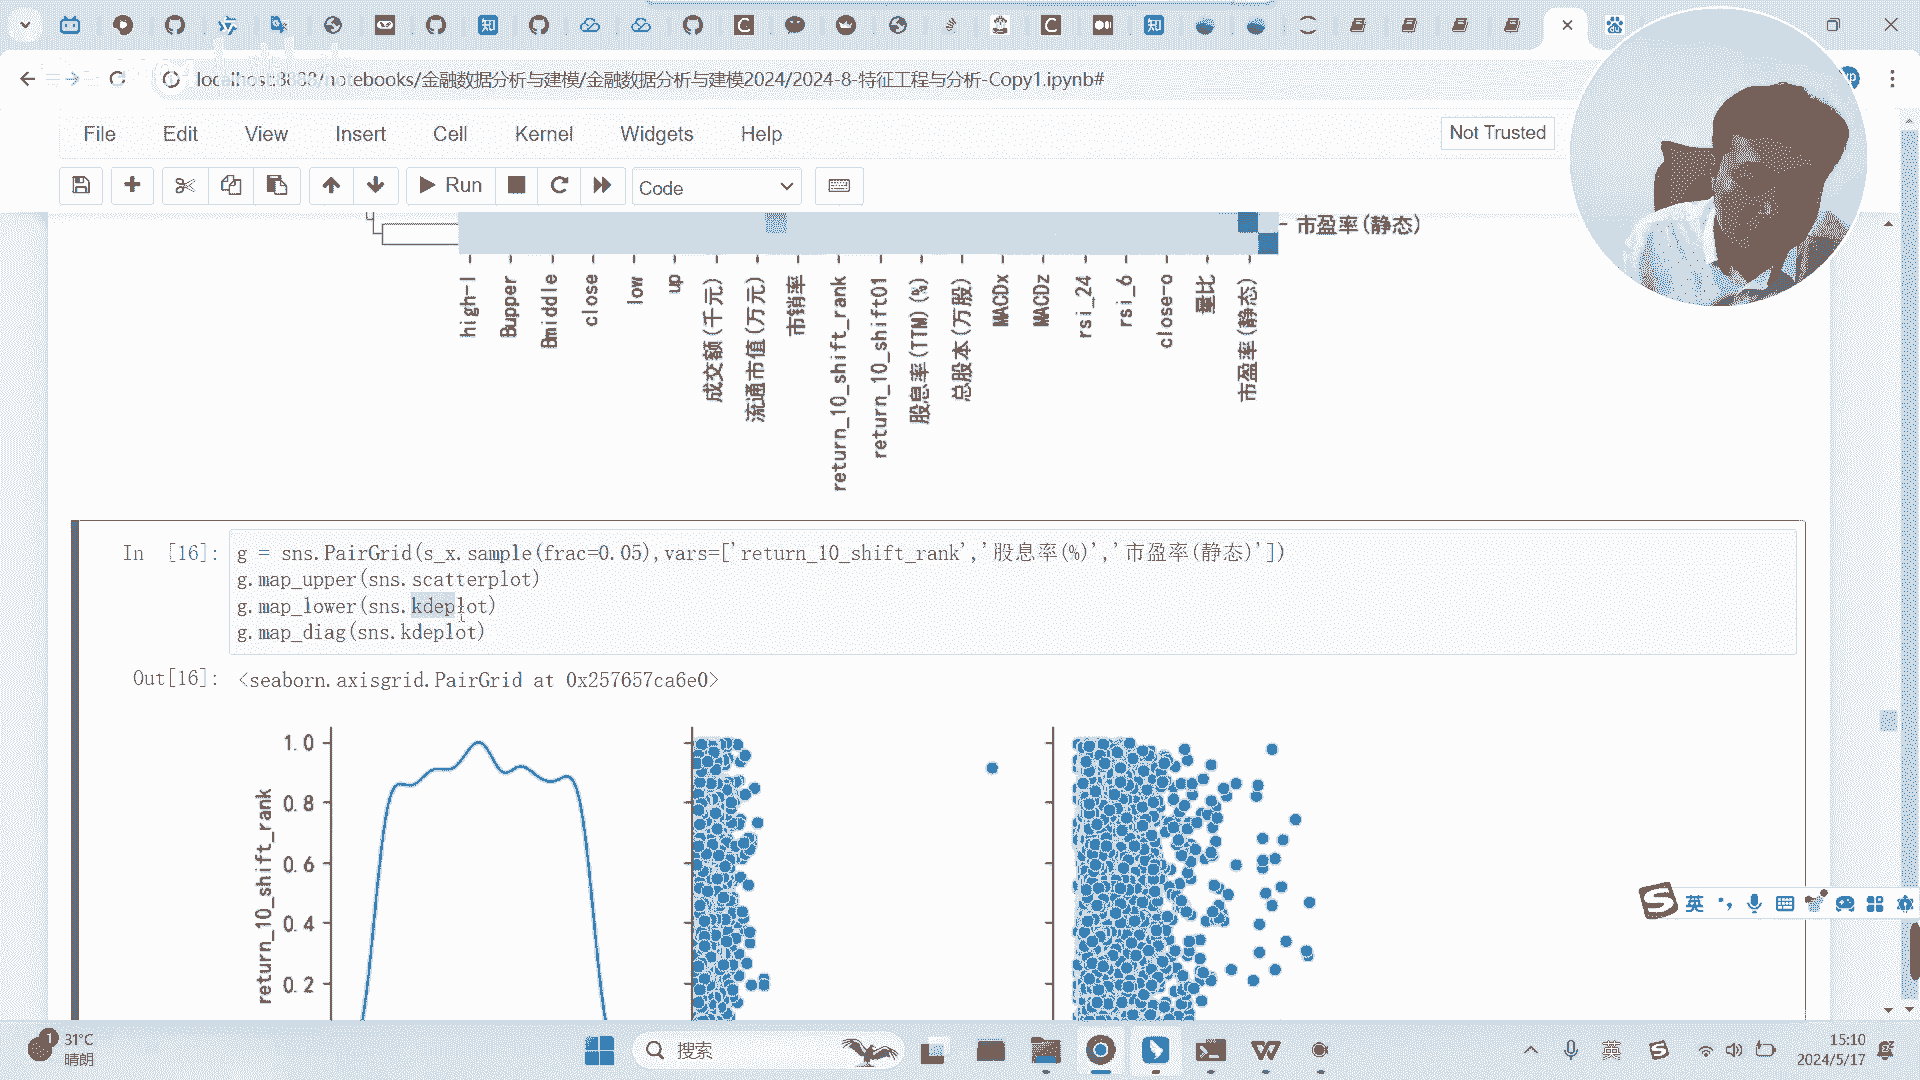 localhost:8888/notebooks/金融数据分析与建模/金融数据分析与建模2024/2024-8-特征工程与分析-Copy1.ipynb#
File Edit View Insert Cell Kernel Widgets Help
Not Trusted
Run
Code
市盈率(静态)
high-l
Bupper
Bmiddle
close
low
up
成交额(千元)
流通市值(万元)
市销率
return_10_shift_rank
return_10_shift01
股息率(TTM)(%)
总股本(万股)
MACDx
MACDz
rsi_24
rsi_6
close-o
量比
市盈率(静态)
In [16]:
g = sns.PairGrid(s_x.sample(frac=0.05),vars=['return_10_shift_rank','股息率(%)','市盈率(静态)'])
g.map_upper(sns.scatterplot)
g.map_lower(sns.kdeplot)
g.map_diag(sns.kdeplot)
Out[16]: <seaborn.axisgrid.PairGrid at 0x257657ca6e0>
return_10_shift_rank
1.0
0.8
0.6
0.4
0.2
英
31°C
晴朗
搜索
英
15:10
2024/5/17